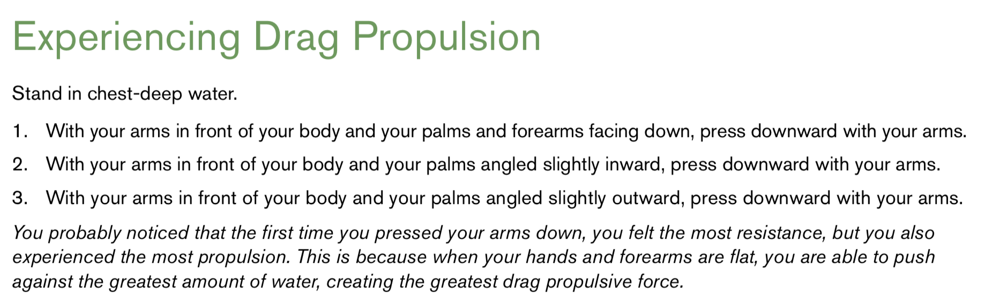 Experiencing Drag Propulsion
Stand in chest-deep water.
1. With your arms in front of your body and your palms and forearms facing down, press downward with your arms.
2. With your arms in front of your body and your palms angled slightly inward, press downward with your arms.
3. With your arms in front of your body and your palms angled slightly outward, press downward with your arms.
You probably noticed that the first time you pressed your arms down, you felt the most resistance, but you also
experienced the most propulsion. This is because when your hands and forearms are flat, you are able to push
against the greatest amount of water, creating the greatest drag propulsive force.